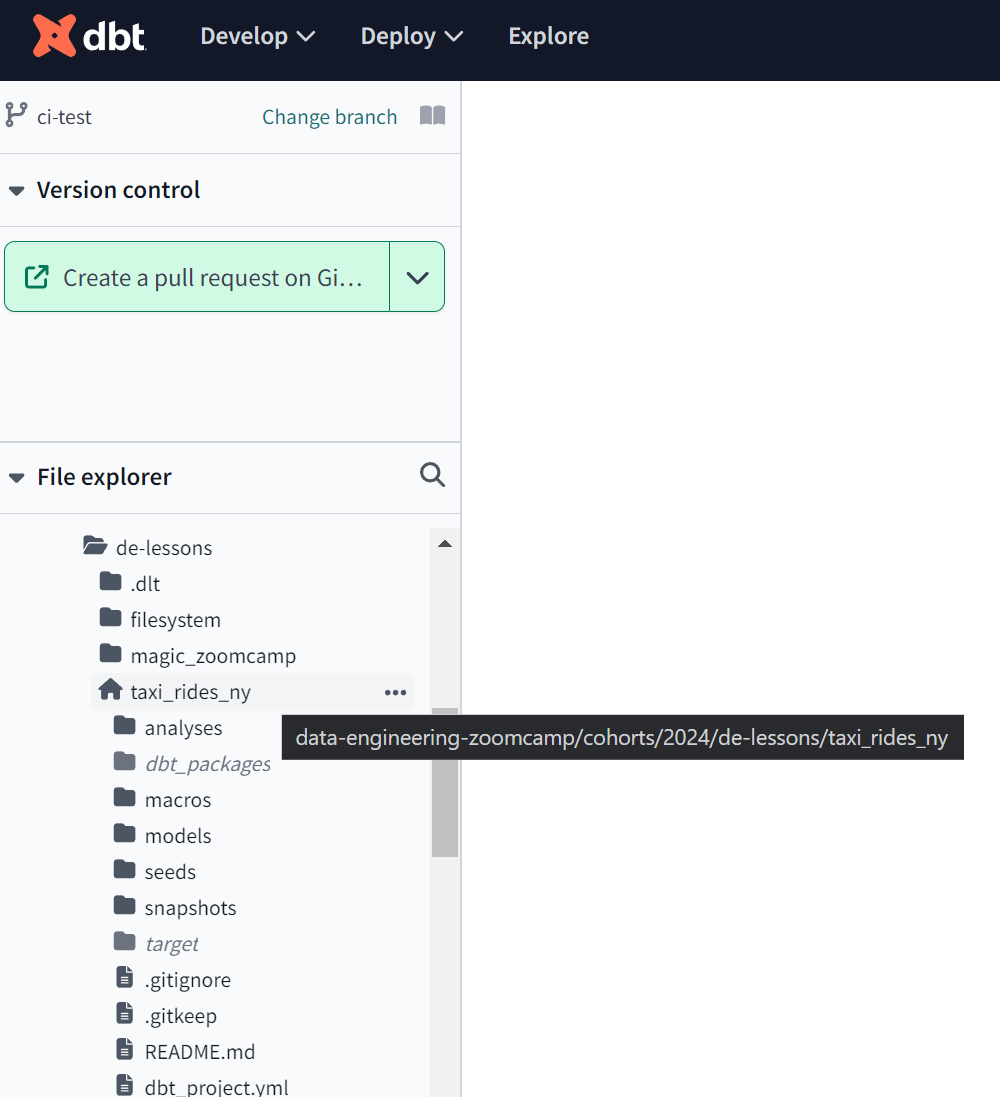 dbt
Develop
Deploy
Explore
ci-test
Change branch
Version control
Create a pull request on Gi...
File explorer
de-lessons
.dlt
filesystem
magic_zoomcamp
taxi_rides_ny
analyses
data-engineering-zoomcamp/cohorts/2024/de-lessons/taxi_rides_ny
dbt_packages
macros
models
seeds
snapshots
target
.gitignore
.gitkeep
README.md
dbt_project.yml